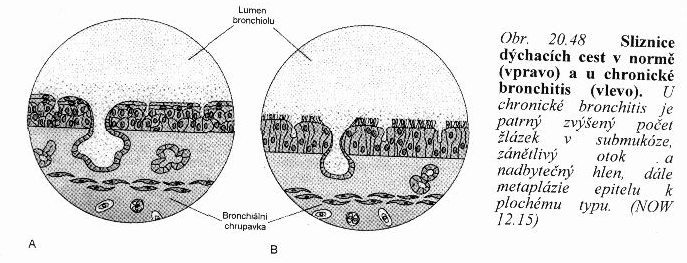 Lumen
bronchiolu
Bronchiální
chrupavka
A
B
Obr. 20.48 Sliznice
dýchacích cest v normě
(vpravo) a u chronické
bronchitis (vlevo). U
chronické bronchitis je
patrný zvýšený počet
žlázek v submukóze,
zánětlivý otok a
nadbytečný hlen, dále
metaplázie epitelu k
plochému typu. (NOW
12.15)